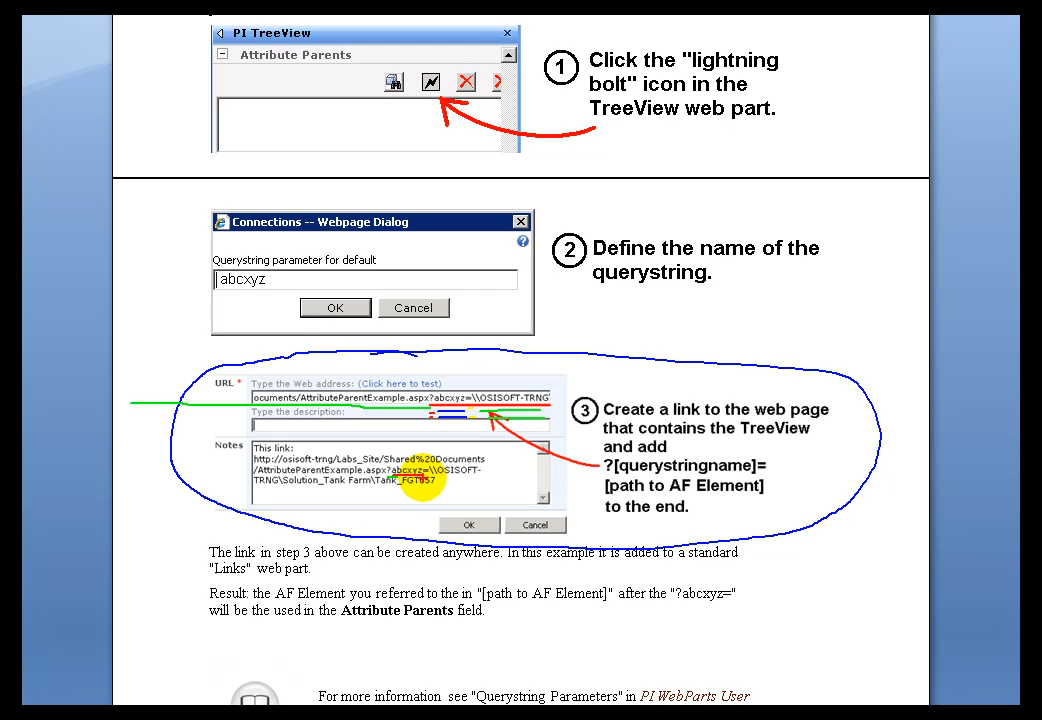 PI TreeView
Attribute Parents
1 Click the "lightning
bolt" icon in the
TreeView web part.
Connections -- Webpage Dialog
Querystring parameter for default
abcxyz
OK Cancel
2 Define the name of the
querystring.
URL * Type the Web address: (Click here to test)
ocuments/AttributeParentExample.aspx?abcxyz=\\OSISOFT-TRNG\
Type the description:
Notes
This link:
http://osisoft-trng/Labs_Site/Shared%20Documents
/AttributeParentExample.aspx?abcxyz=\\OSISOFT-
TRNG\Solution_Tank Farm\
OK Cancel
3 Create a link to the web page
that contains the TreeView
and add
?[querystringname]=
[path to AF Element]
to the end.
The link in step 3 above can be created anywhere. In this example it is added to a standard
"Links" web part.
Result: the AF Element you referred to the in "[path to AF Element]" after the "?abcxyz="
will be the used in the Attribute Parents field.
For more information see "Querystring Parameters" in PI WebParts User